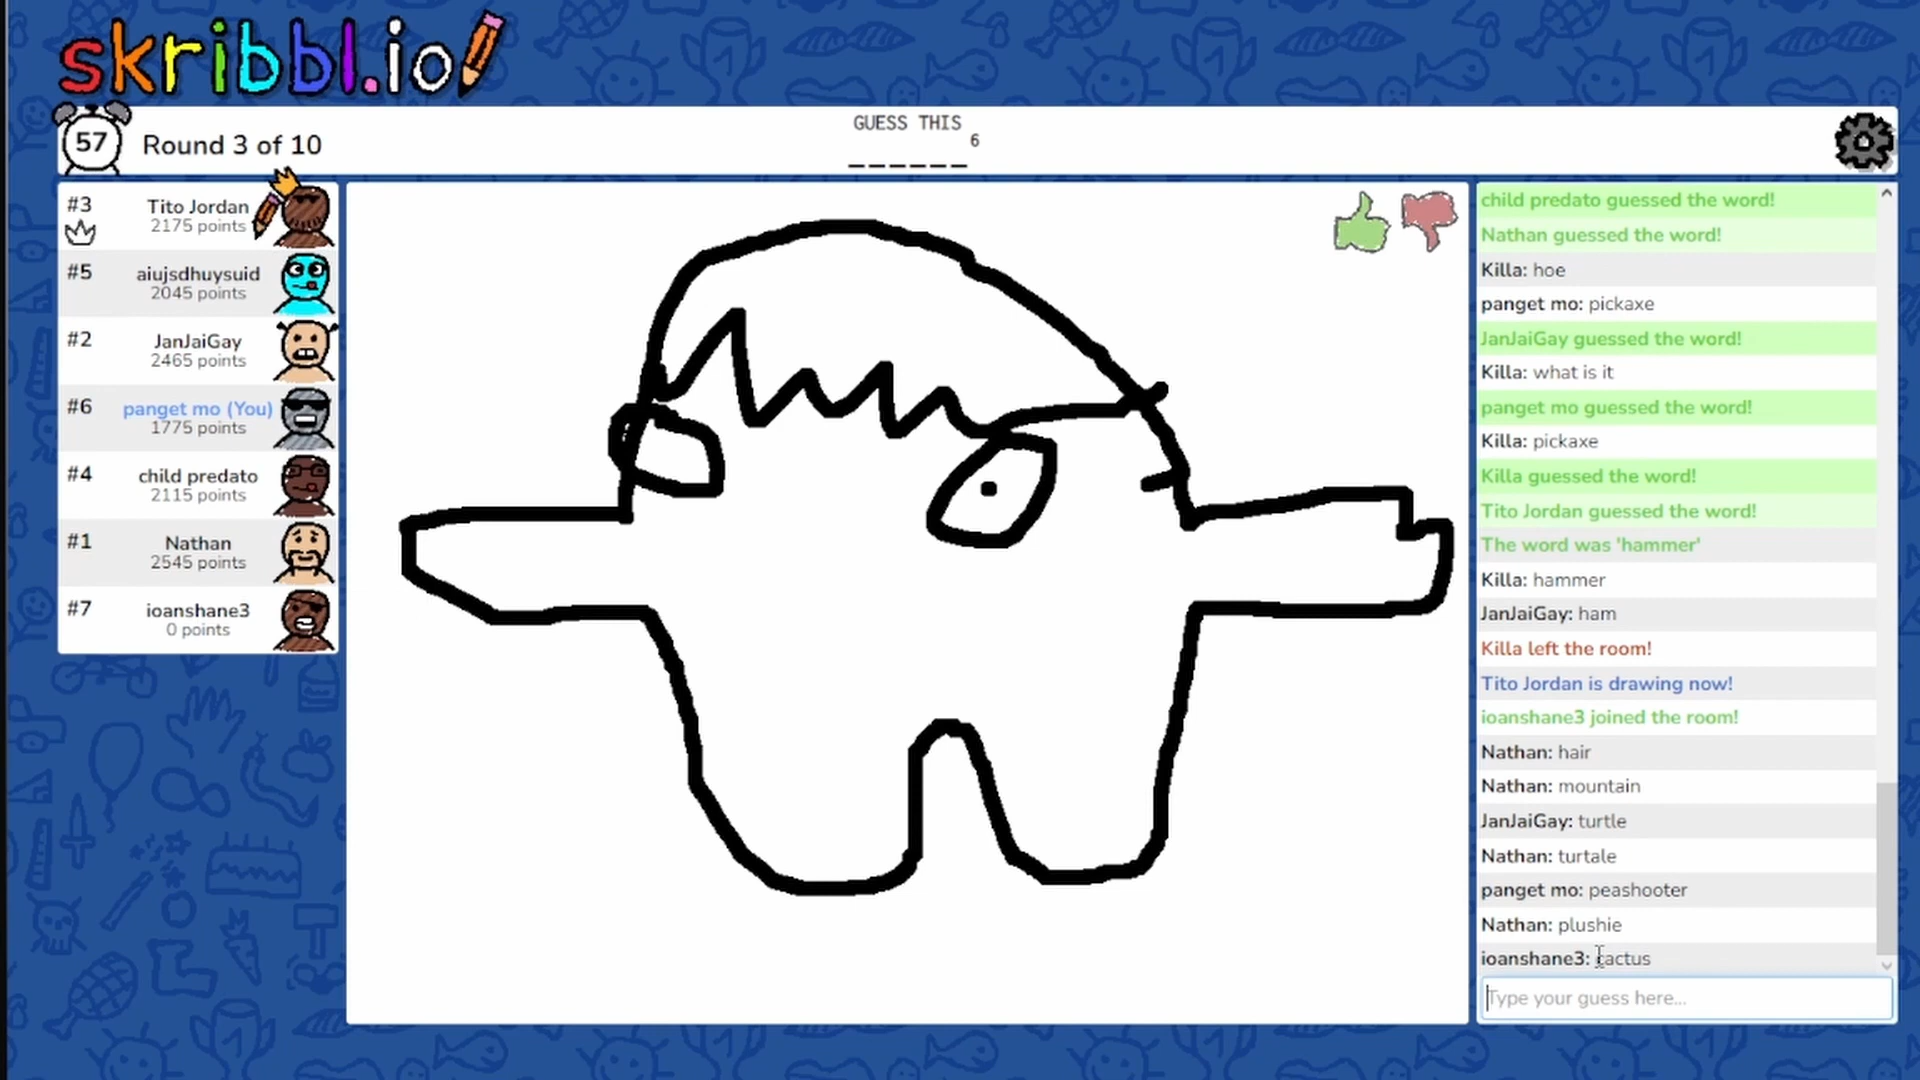 skribbl.io
57
Round 3 of 10
GUESS THIS
______ 6
#3 Tito Jordan
2175 points
#5 aiujsdhuysuid
2045 points
#2 JanJaiGay
2465 points
#6 panget mo (You)
1775 points
#4 child predato
2115 points
#1 Nathan
2545 points
#7 ioanshane3
0 points
child predato guessed the word!
Nathan guessed the word!
Killa: hoe
panget mo: pickaxe
JanJaiGay guessed the word!
Killa: what is it
panget mo guessed the word!
Killa: pickaxe
Killa guessed the word!
Tito Jordan guessed the word!
The word was 'hammer'
Killa: hammer
JanJaiGay: ham
Killa left the room!
Tito Jordan is drawing now!
ioanshane3 joined the room!
Nathan: hair
Nathan: mountain
JanJaiGay: turtle
Nathan: turtale
panget mo: peashooter
Nathan: plushie
ioanshane3: cactus
Type your guess here...